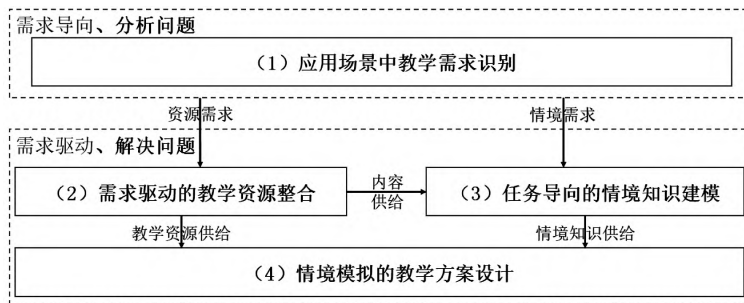 需求导向、分析问题
（1）应用场景中教学需求识别
资源需求
情境需求
需求驱动、解决问题
（2）需求驱动的教学资源整合
内容
供给
（3）任务导向的情境知识建模
教学资源供给
情境知识供给
（4）情境模拟的教学方案设计